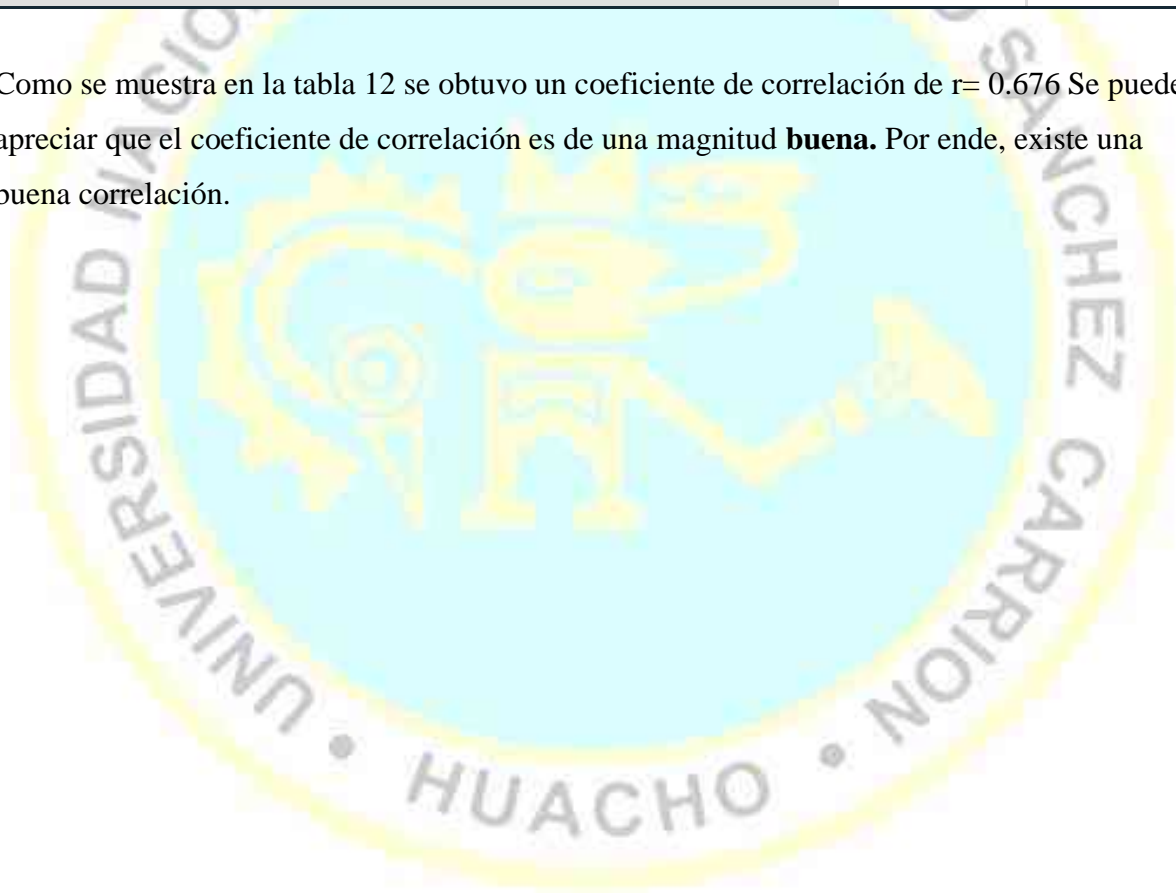 Como se muestra en la tabla 12 se obtuvo un coeficiente de correlación de r= 0.676 Se puede
apreciar que el coeficiente de correlación es de una magnitud buena. Por ende, existe una
buena correlación.
UNIVERSIDAD NACIO
SANCHEZ CARRION
• HUACHO •